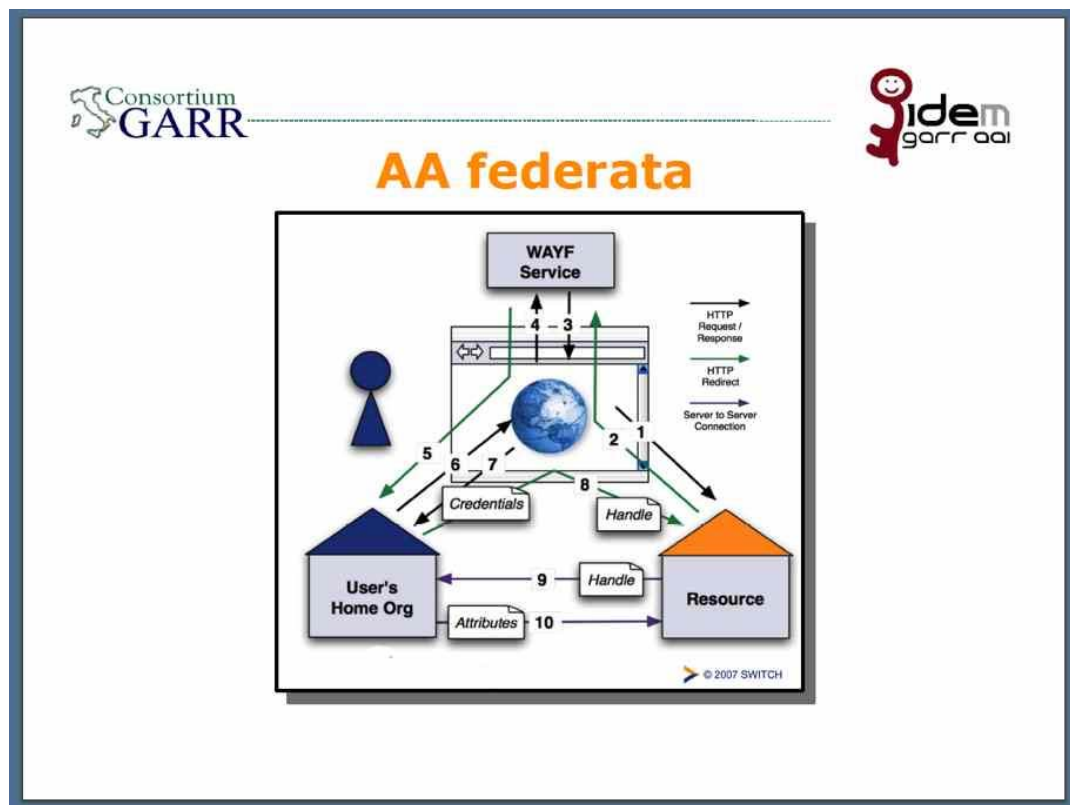 Consortium
GARR
idem
garr aai
AA federata
WAYF
Service
4
3
HTTP
Request /
Response
HTTP
Redirect
Server to Server
Connection
5
6
7
2
1
8
Credentials
Handle
User's
Home Org
9
Handle
Resource
Attributes
10
© 2007 SWITCH